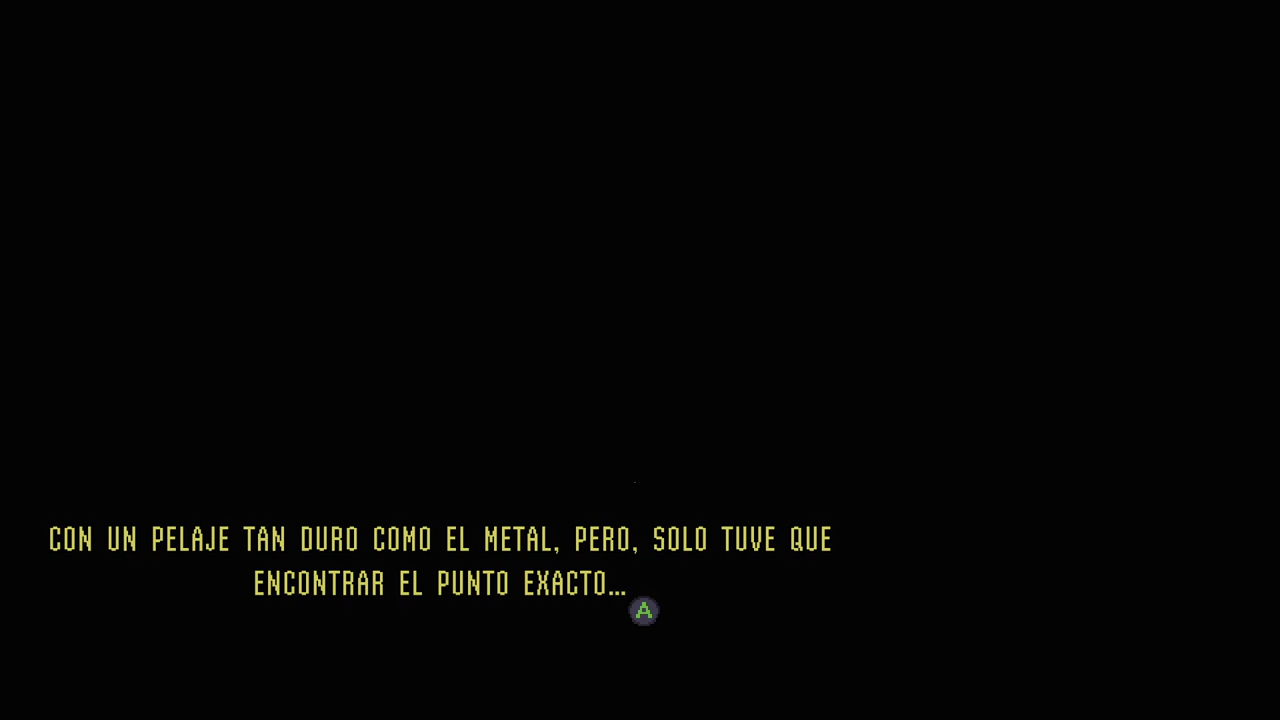 CON UN PELAJE TAN DURO COMO EL METAL, PERO, SOLO TUVE QUE
ENCONTRAR EL PUNTO EXACTO...
A